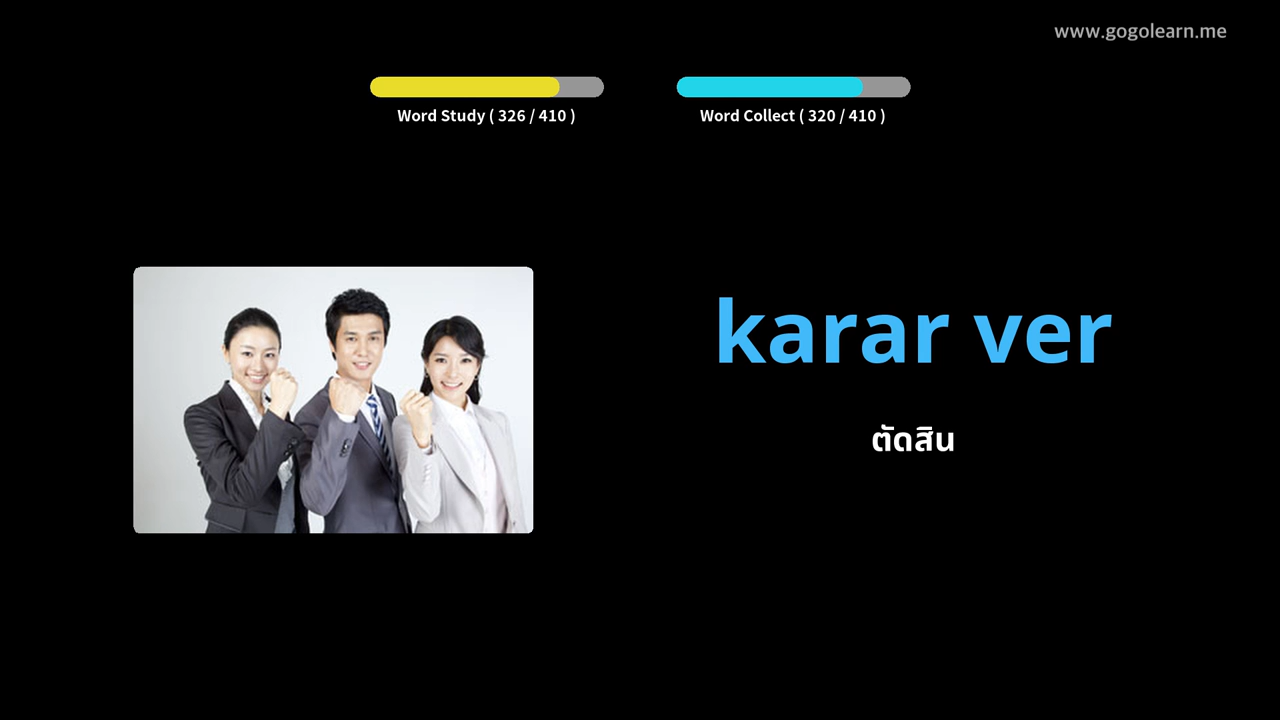 www.gogolearn.me
Word Study ( 326 / 410 )
Word Collect ( 320 / 410 )
karar ver
ตัดสิน